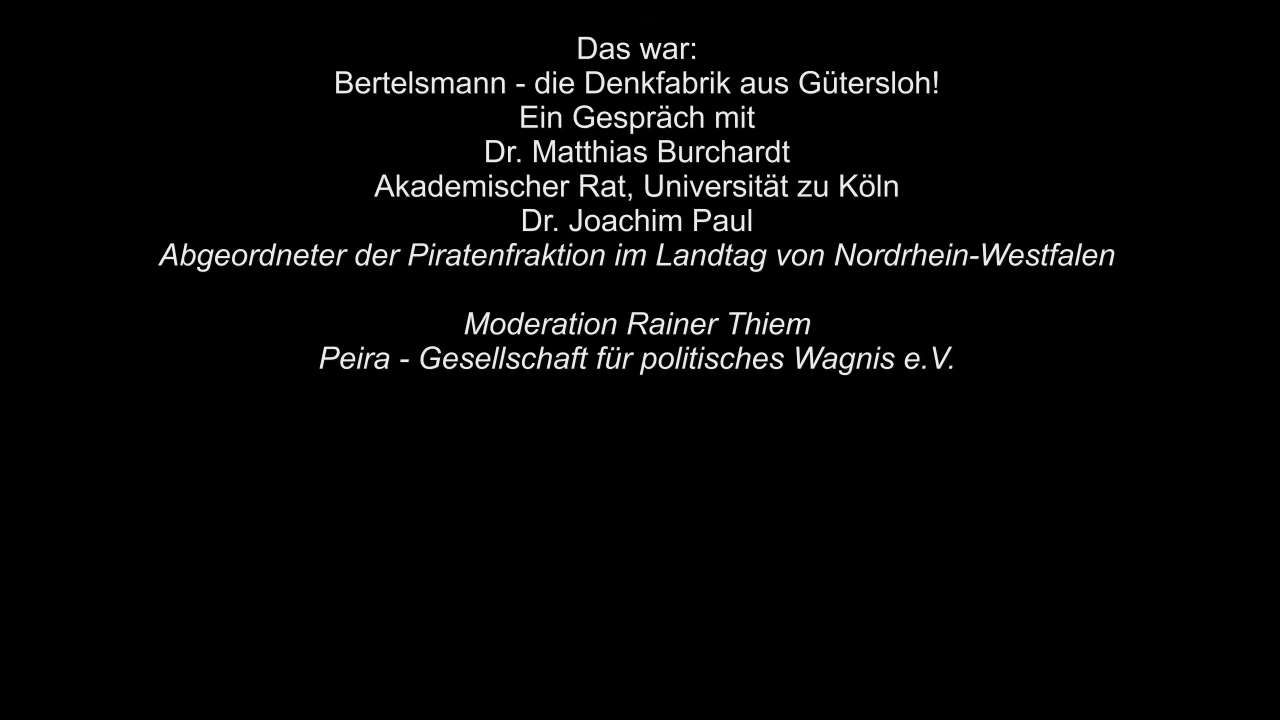 Das war:
Bertelsmann - die Denkfabrik aus Gütersloh!
Ein Gespräch mit
Dr. Matthias Burchardt
Akademischer Rat, Universität zu Köln
Dr. Joachim Paul
Abgeordneter der Piratenfraktion im Landtag von Nordrhein-Westfalen
Moderation Rainer Thiem
Peira - Gesellschaft für politisches Wagnis e.V.